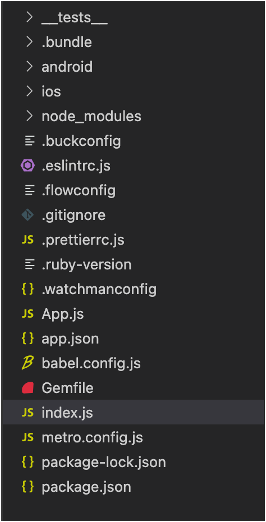 __tests__
.bundle
android
ios
node_modules
.buckconfig
.eslintrc.js
.flowconfig
.gitignore
JS .prettierrc.js
.ruby-version
{} .watchmanconfig
JS App.js
{} app.json
babel.config.js
Gemfile
JS index.js
JS metro.config.js
{} package-lock.json
{} package.json